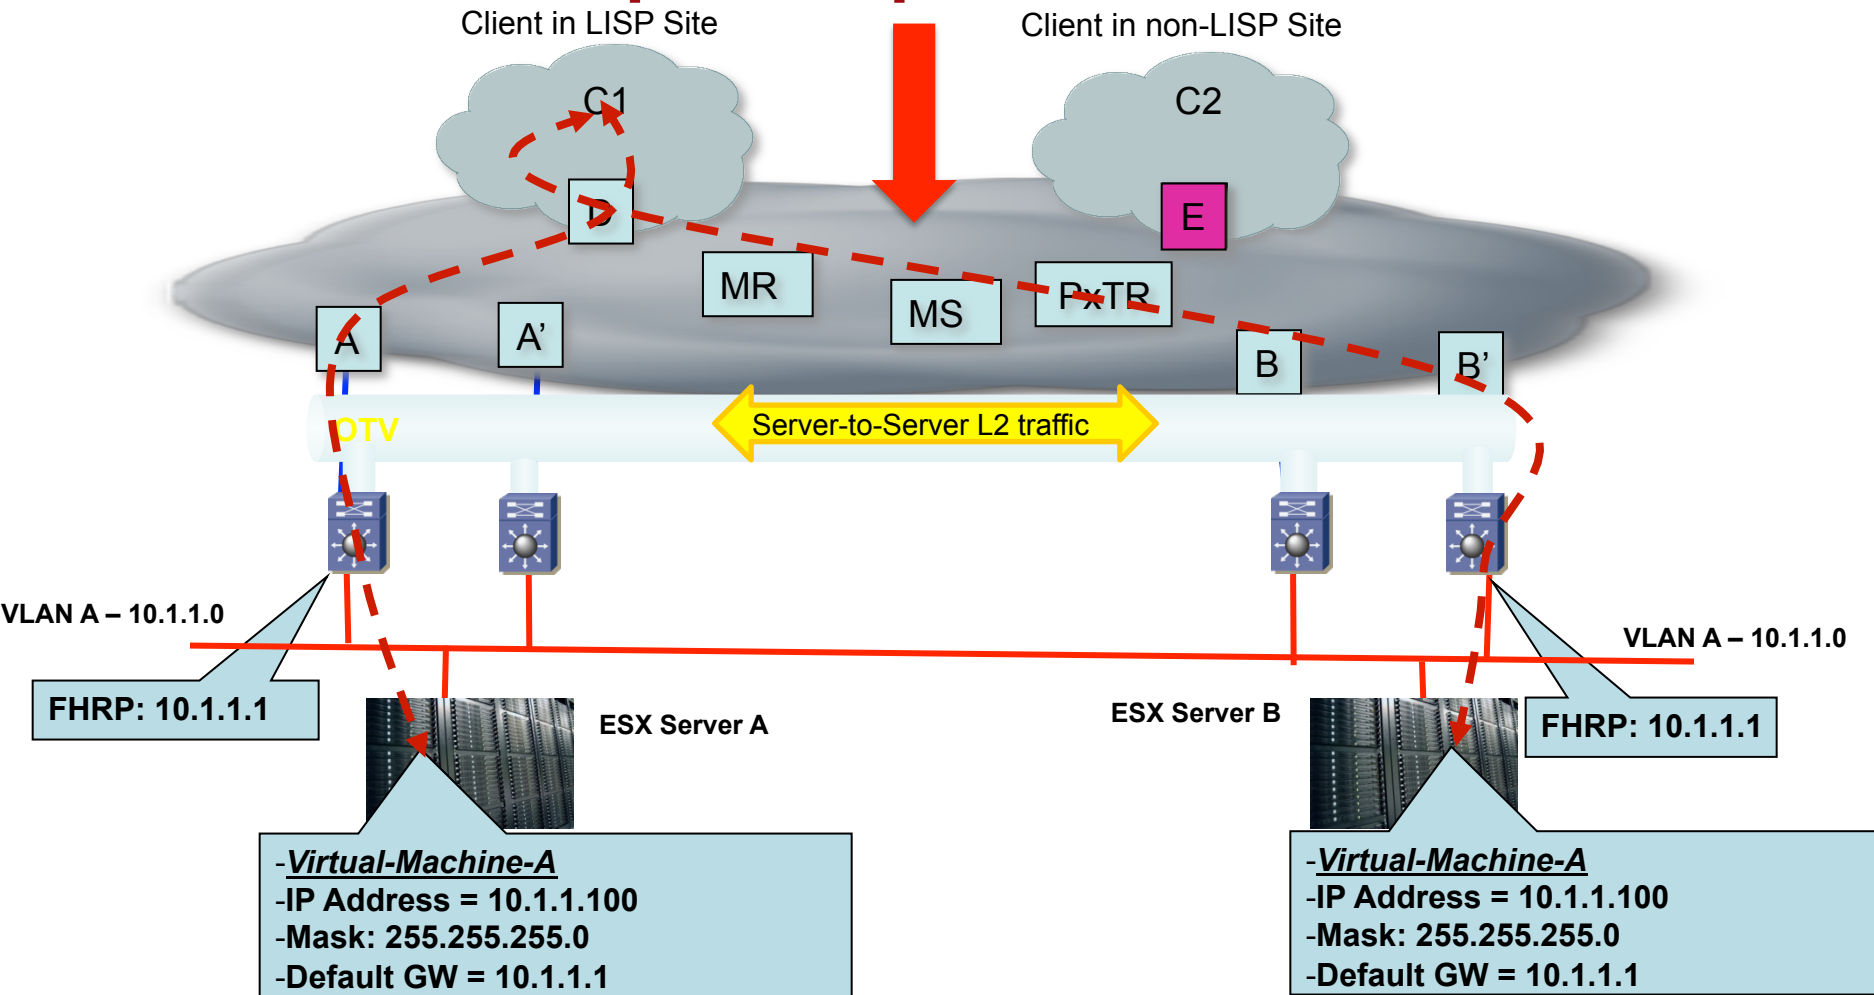 Client in LISP Site
Client in non-LISP Site
C1
C2
D
E
MR
MS
PxTR
A
A’
B
B’
OTV
Server-to-Server L2 traffic
VLAN A – 10.1.1.0
VLAN A – 10.1.1.0
FHRP: 10.1.1.1
FHRP: 10.1.1.1
ESX Server A
ESX Server B
-Virtual-Machine-A
-IP Address = 10.1.1.100
-Mask: 255.255.255.0
-Default GW = 10.1.1.1
-Virtual-Machine-A
-IP Address = 10.1.1.100
-Mask: 255.255.255.0
-Default GW = 10.1.1.1